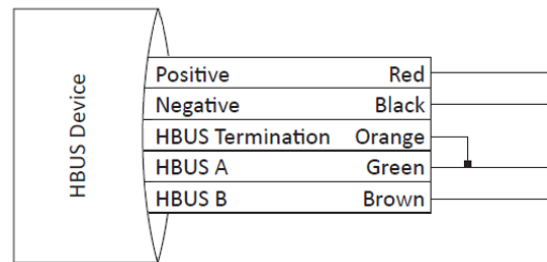 HBUS Device
Positive Red
Negative Black
HBUS Termination Orange
HBUS A Green
HBUS B Brown